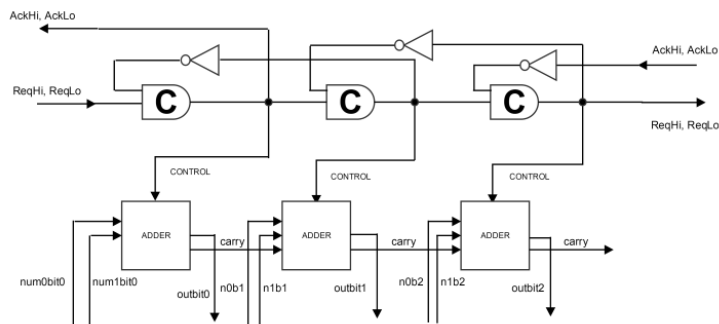 AckHi, AckLo
AckHi, AckLo
ReqHi, ReqLo
C
C
C
ReqHi, ReqLo
CONTROL
CONTROL
CONTROL
ADDER
ADDER
ADDER
carry
carry
carry
num0bit0
num1bit0
outbit0
n0b1
n1b1
outbit1
n0b2
n1b2
outbit2